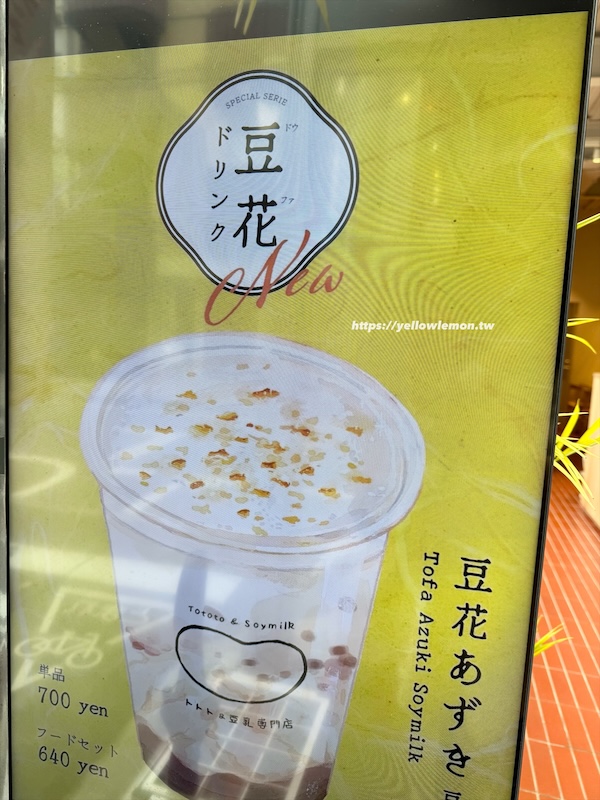 SPECIAL SERIE
豆花
ドウ
ファ
ドリンク
New
https://yellowlemon.tw
Tototo & Soymilk
トトト&豆乳専門店
豆花あずき
Tofa Azuki Soymilk
単品
700 yen
フードセット
640 yen